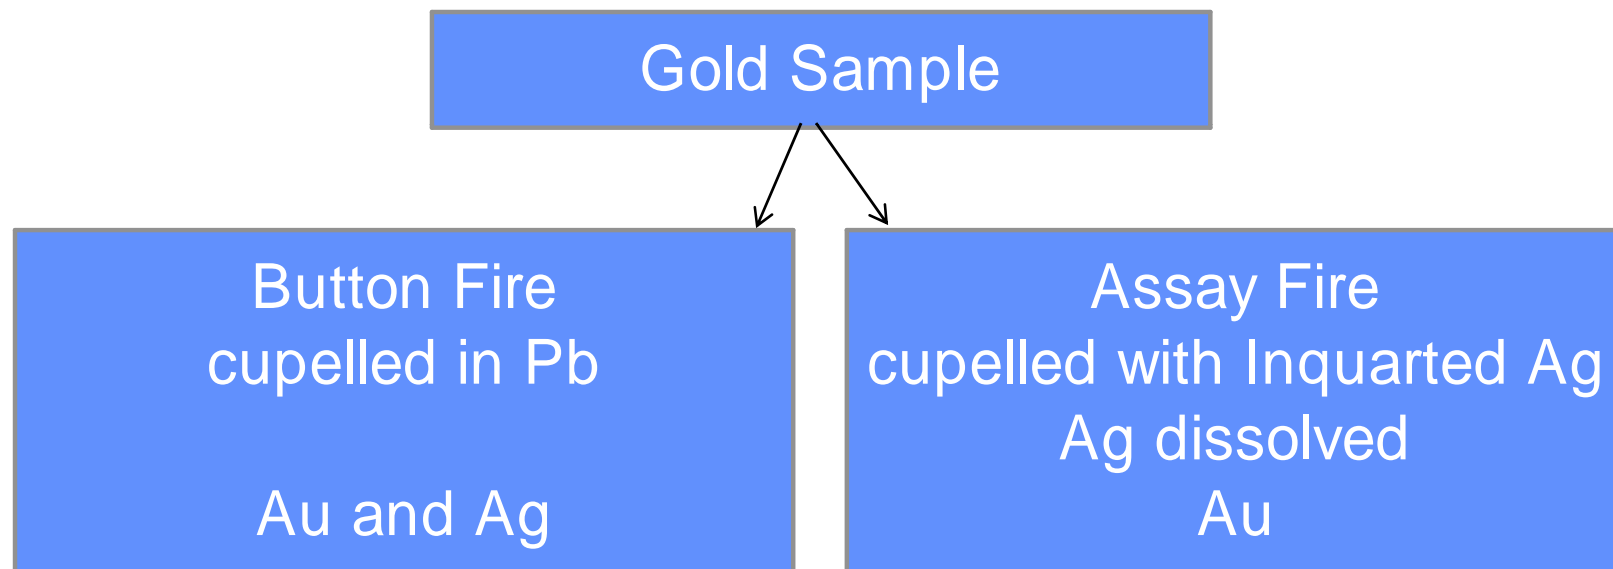 Gold Sample
Button Fire
cupelled in Pb
Au and Ag
Assay Fire
cupelled with Inquarted Ag
Ag dissolved
Au